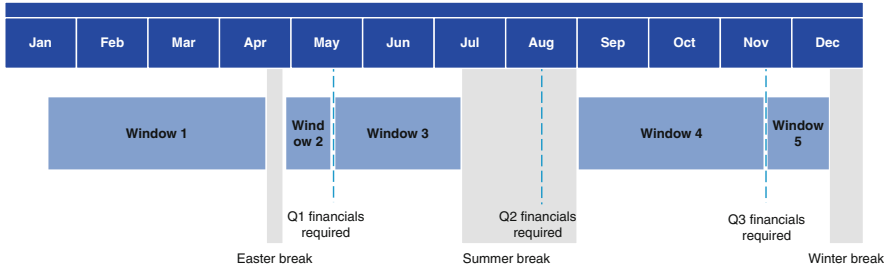 Jan Feb Mar Apr May Jun Jul Aug Sep Oct Nov Dec
Window 1
Wind
ow 2
Window 3
Window 4
Window
5
Q1 financials
required
Q2 financials
required
Q3 financials
required
Easter break
Summer break
Winter break